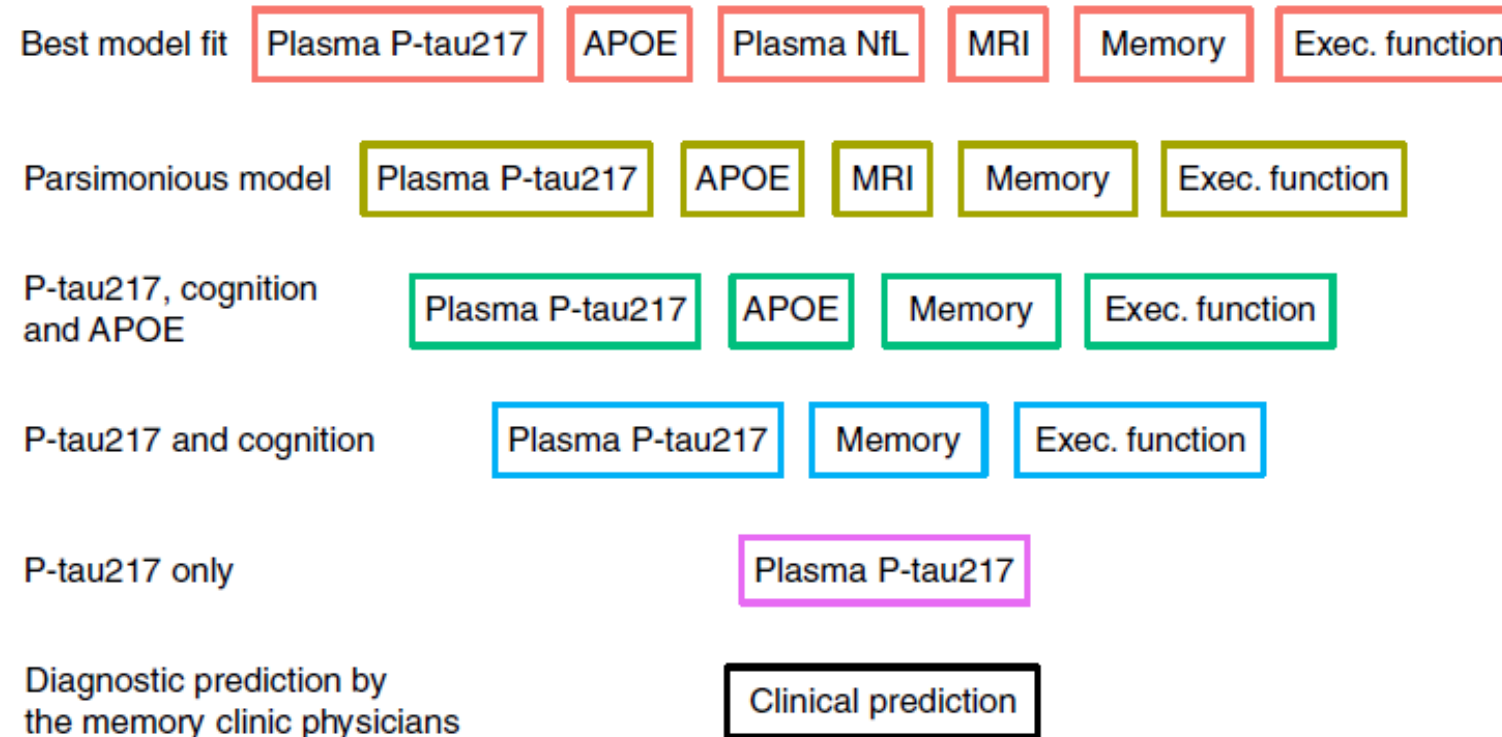 Best model fit Plasma P-tau217 APOE Plasma NfL MRI Memory Exec. function
Parsimonious model Plasma P-tau217 APOE MRI Memory Exec. function
P-tau217, cognition
and APOE
Plasma P-tau217 APOE Memory Exec. function
P-tau217 and cognition Plasma P-tau217 Memory Exec. function
P-tau217 only Plasma P-tau217
Diagnostic prediction by
the memory clinic physicians
Clinical prediction